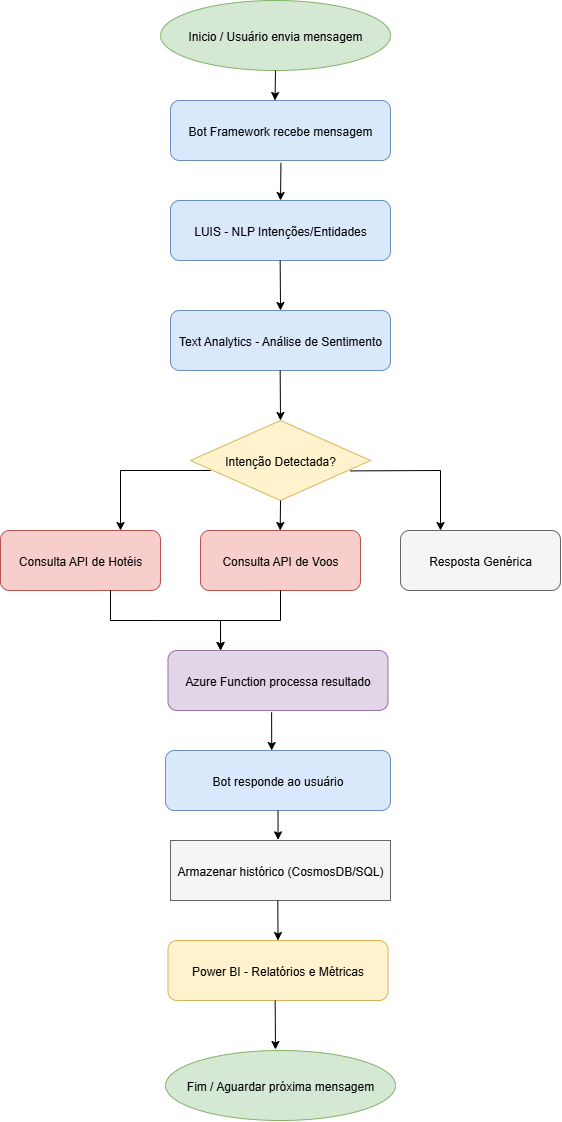 Inicio / Usuário envia mensagem
Bot Framework recebe mensagem
LUIS - NLP Intenções/Entidades
Text Analytics - Análise de Sentimento
Intenção Detectada?
Consulta API de Hotéis
Consulta API de Voos
Resposta Genérica
Azure Function processa resultado
Bot responde ao usuário
Armazenar histórico (CosmosDB/SQL)
Power BI - Relatórios e Métricas
Fim / Aguardar próxima mensagem